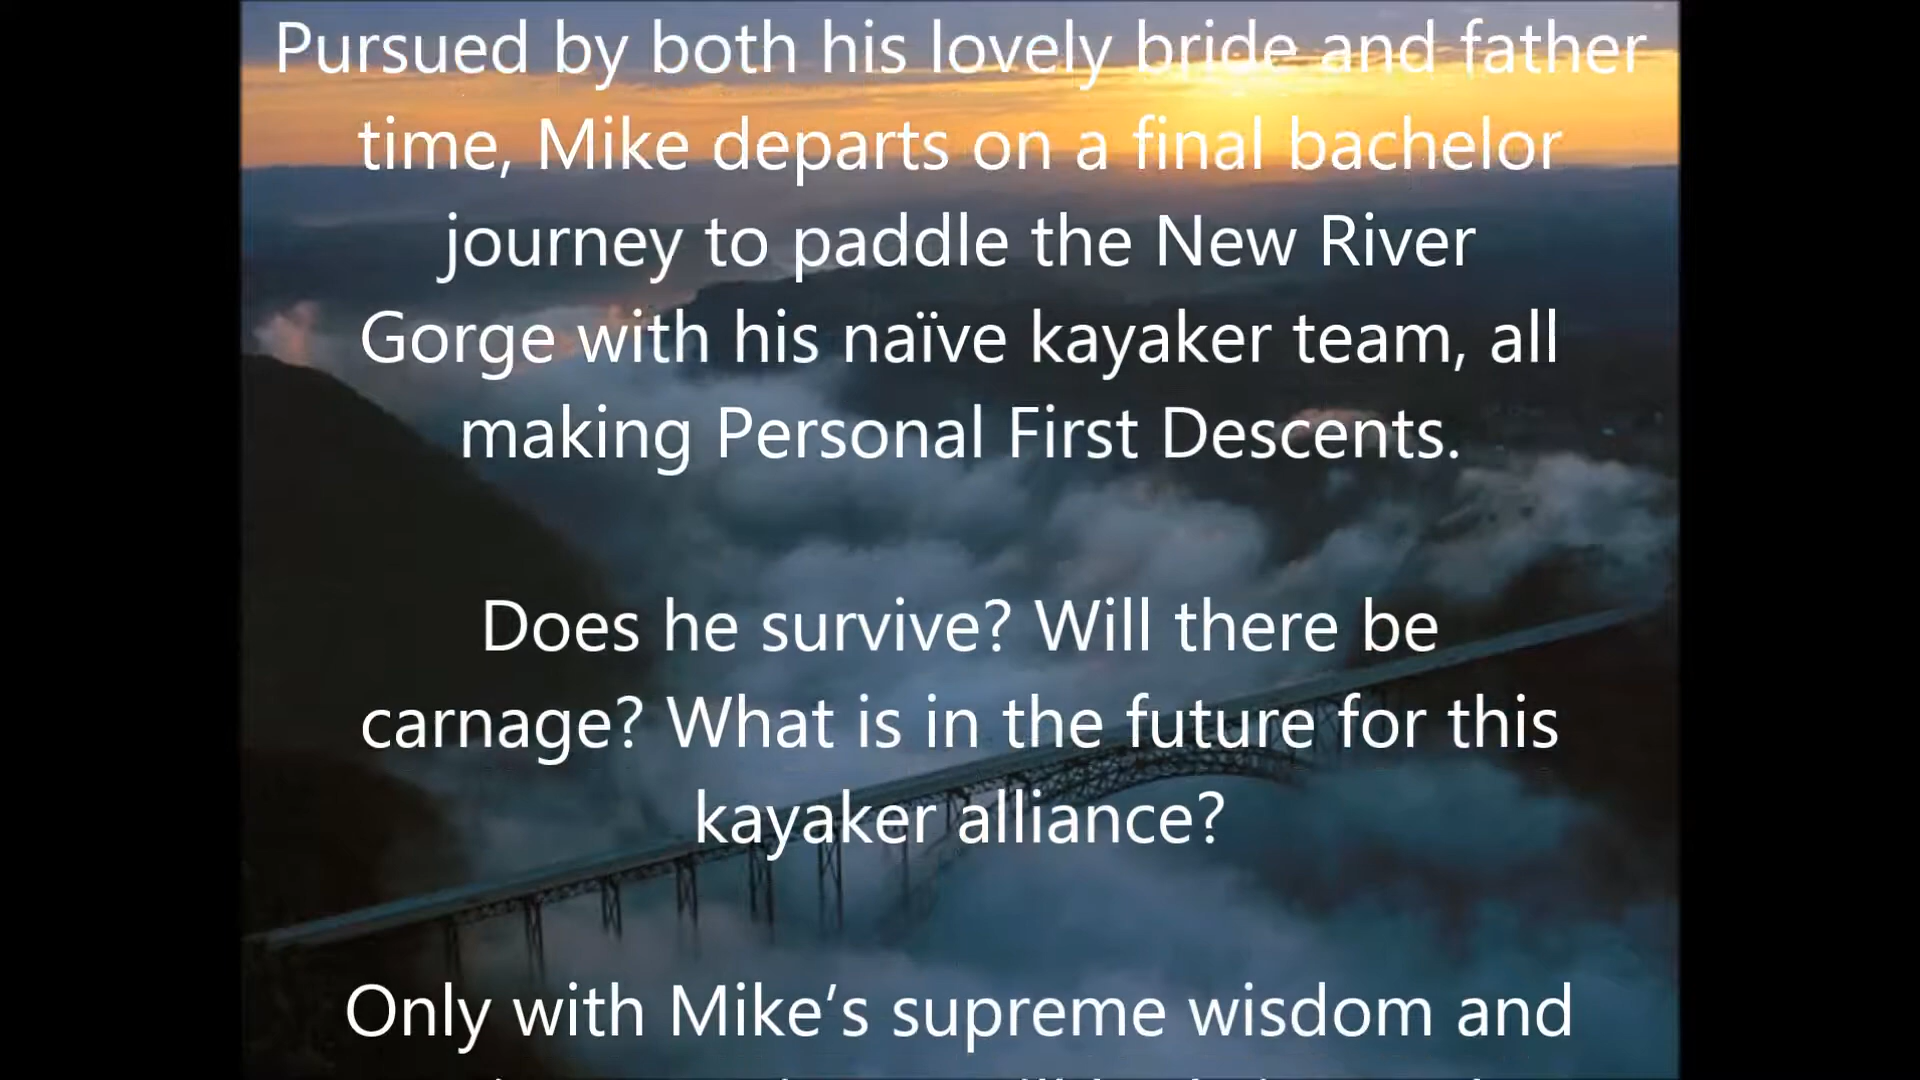 Pursued by both his lovely bride and father
time, Mike departs on a final bachelor
journey to paddle the New River
Gorge with his naïve kayaker team, all
making Personal First Descents.
Does he survive? Will there be
carnage? What is in the future for this
kayaker alliance?
Only with Mike’s supreme wisdom and